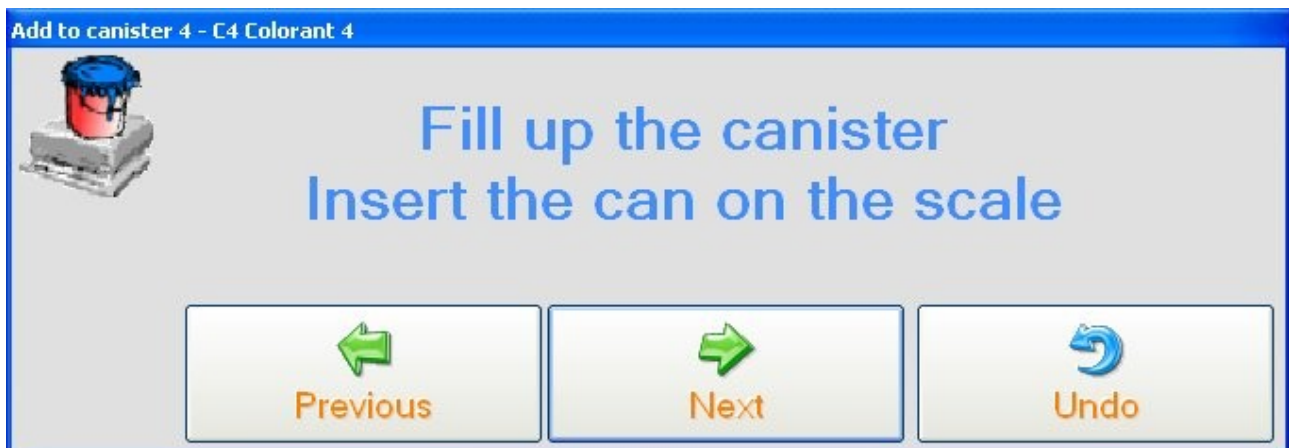 Add to canister 4 - C4 Colorant 4
Fill up the canister
Insert the can on the scale
Previous
Next
Undo